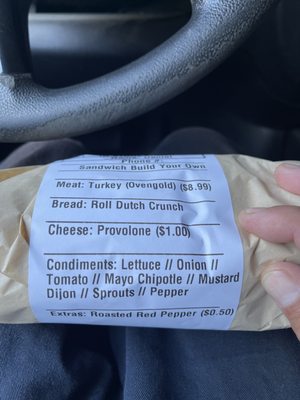 Phone #:
Sandwich Build Your Own
Meat: Turkey (Ovengold) ($8.99)
Bread: Roll Dutch Crunch
Cheese: Provolone ($1.00)
Condiments: Lettuce // Onion //
Tomato // Mayo Chipotle // Mustard
Dijon // Sprouts // Pepper
Extras: Roasted Red Pepper ($0.50)